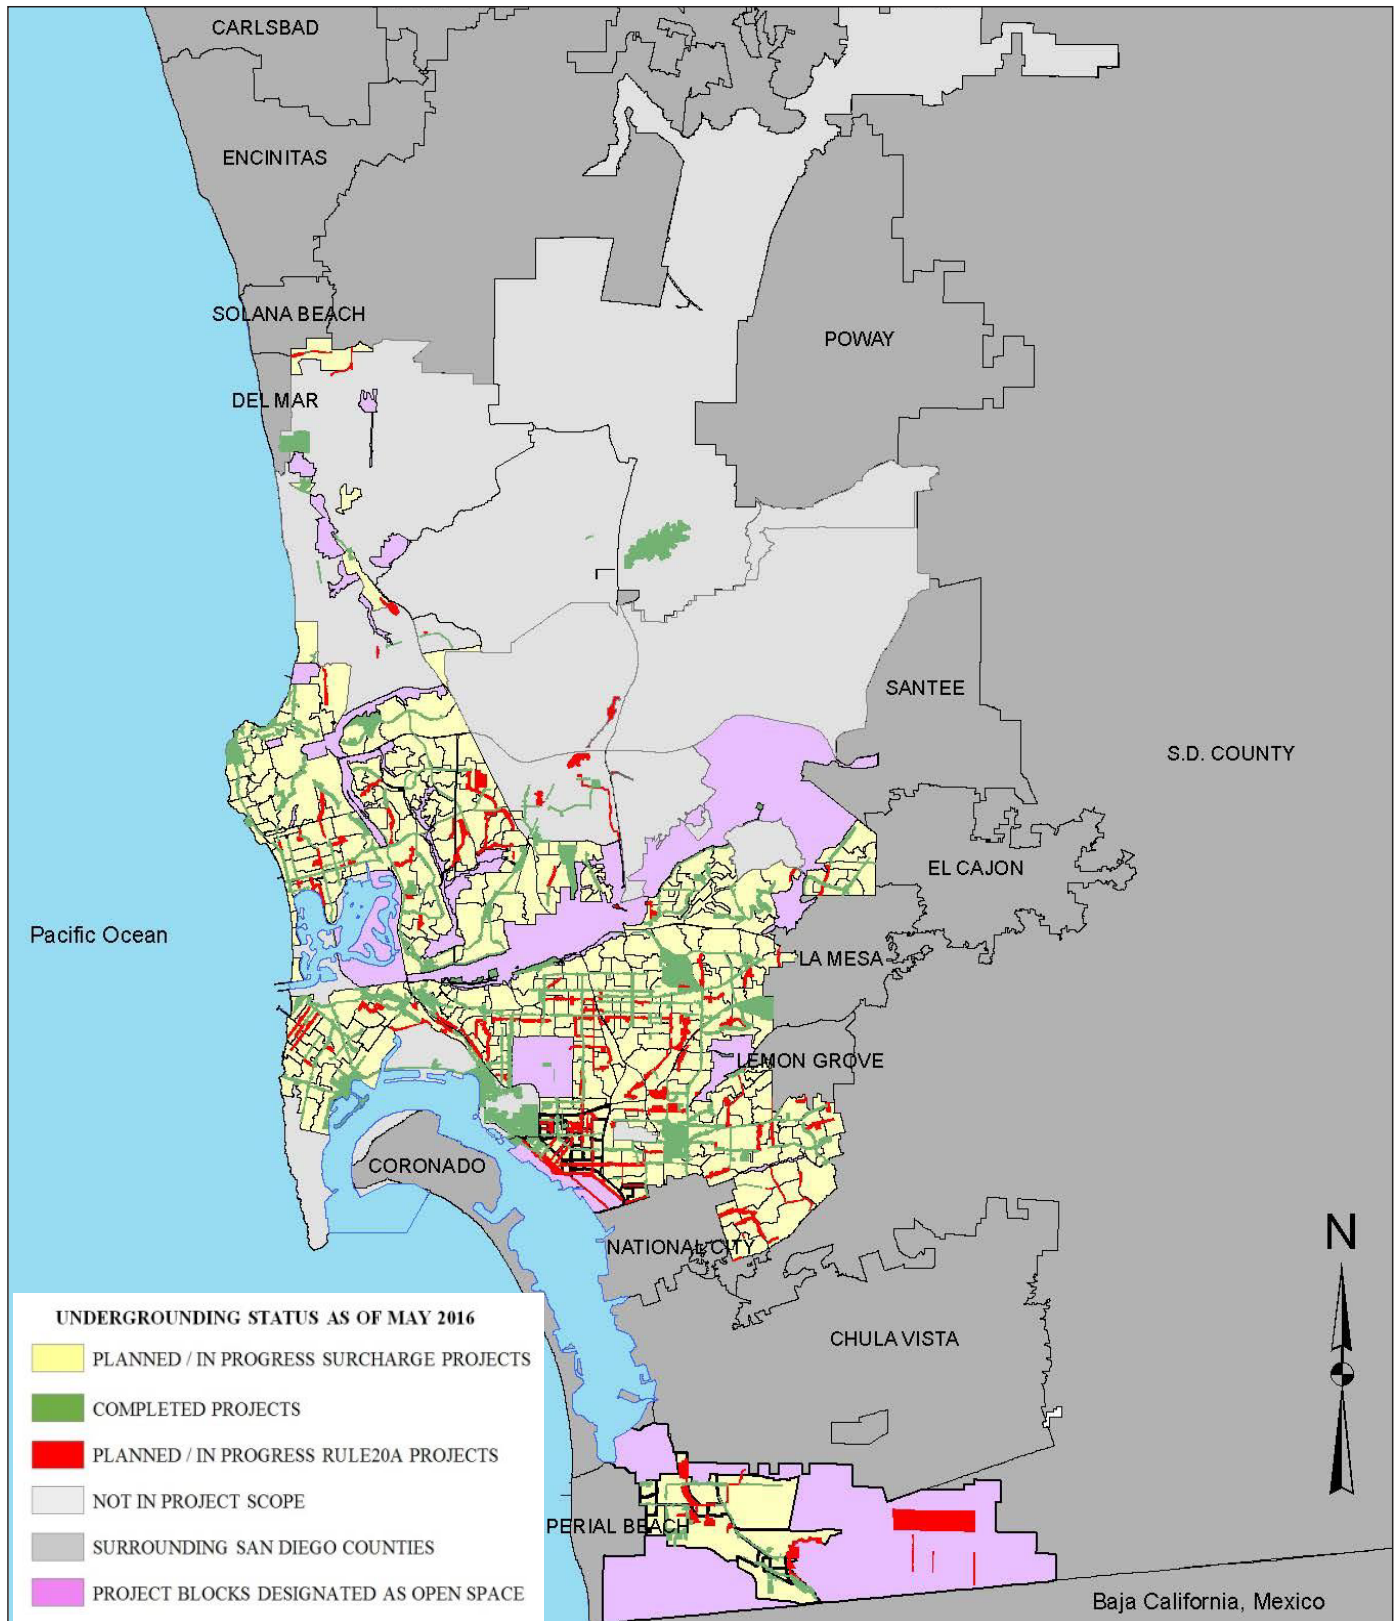 CARLSBAD
ENCINITAS
SOLANA BEACH
POWAY
DEL MAR
SANTEE
S.D. COUNTY
EL CAJON
Pacific Ocean
LA MESA
LEMON GROVE
CORONADO
N
NATIONAL CITY
CHULA VISTA
PERIAL BEACH
Baja California, Mexico
UNDERGROUNDING STATUS AS OF MAY 2016
PLANNED / IN PROGRESS SURCHARGE PROJECTS
COMPLETED PROJECTS
PLANNED / IN PROGRESS RULE20A PROJECTS
NOT IN PROJECT SCOPE
SURROUNDING SAN DIEGO COUNTIES
PROJECT BLOCKS DESIGNATED AS OPEN SPACE